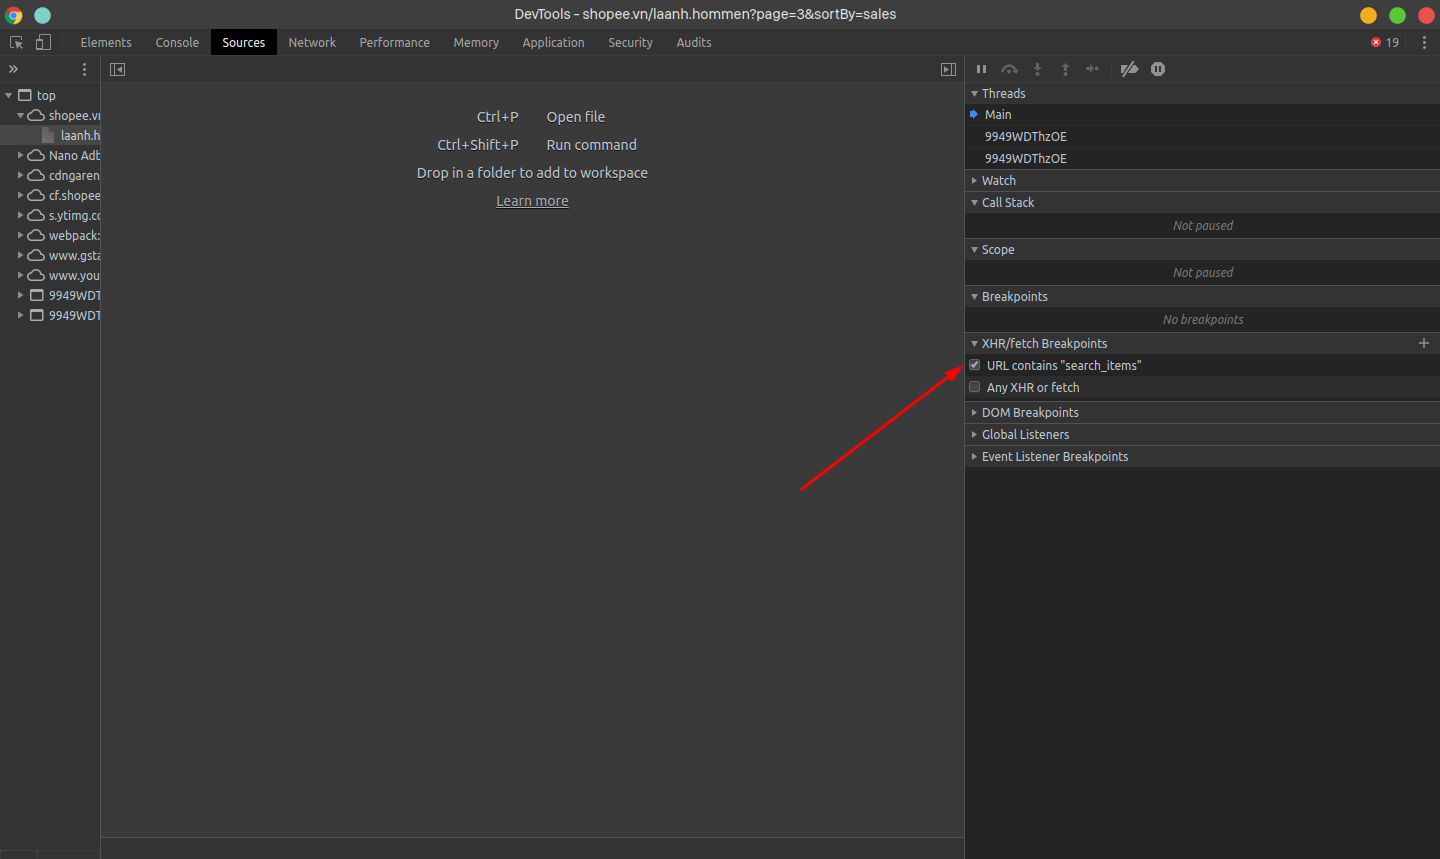 DevTools - shopee.vn/laanh.hommen?page=3&sortBy=sales
Elements Console Sources Network Performance Memory Application Security Audits 19
top
shopee.vn
laanh.h
Nano Adb
cdngaren
cf.shopee
s.ytimg.co
webpack:
www.gsta
www.you
9949WDT
9949WDT
Ctrl+P Open file
Ctrl+Shift+P Run command
Drop in a folder to add to workspace
Learn more
Threads
Main
9949WDThzOE
9949WDThzOE
Watch
Call Stack
Not paused
Scope
Not paused
Breakpoints
No breakpoints
XHR/fetch Breakpoints
URL contains "search_items"
Any XHR or fetch
DOM Breakpoints
Global Listeners
Event Listener Breakpoints